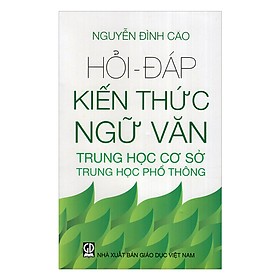 NGUYỄN ĐÌNH CAO
HỎI-ĐÁP
KIẾN THỨC
NGỮ VĂN
TRUNG HỌC CƠ SỞ
TRUNG HỌC PHỔ THÔNG
NHÀ XUẤT BẢN GIÁO DỤC VIỆT NAM